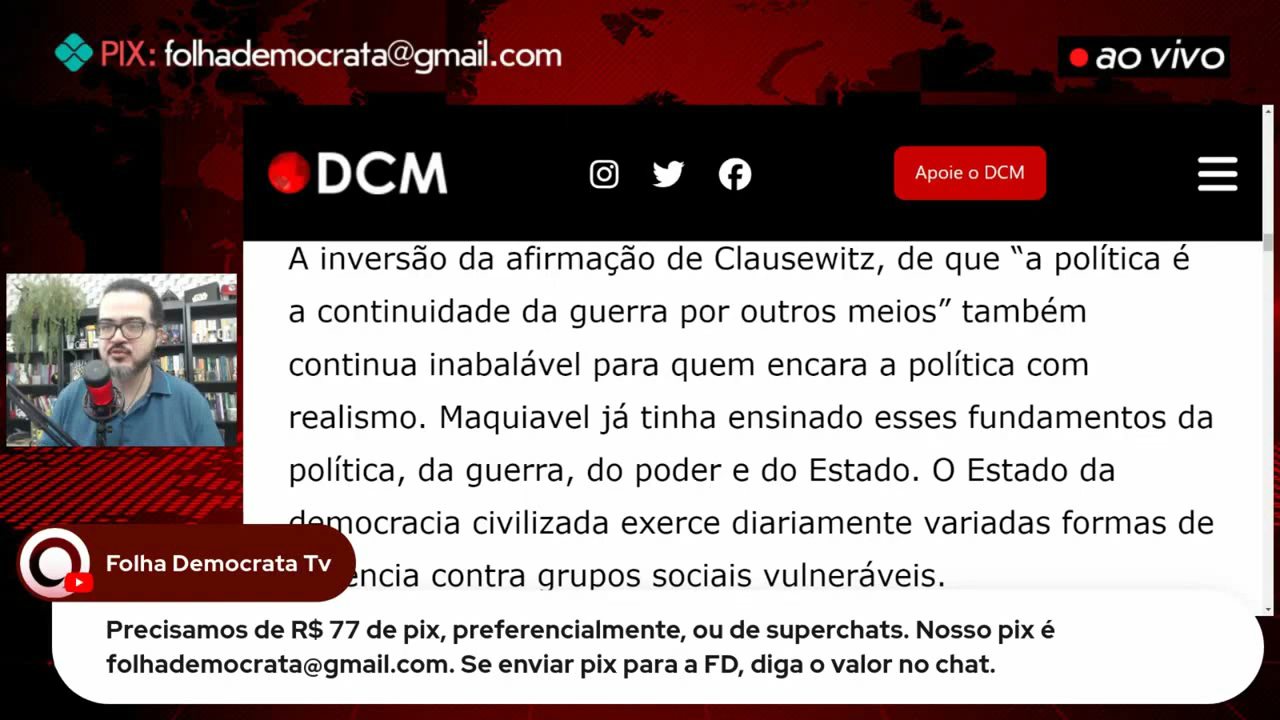 PIX: folhademocrata@gmail.com
ao vivo
DCM
Apoie o DCM
A inversão da afirmação de Clausewitz, de que “a política é
a continuidade da guerra por outros meios” também
continua inabalável para quem encara a política com
realismo. Maquiavel já tinha ensinado esses fundamentos da
política, da guerra, do poder e do Estado. O Estado da
democracia civilizada exerce diariamente variadas formas de
contra grupos sociais vulneráveis.
Folha Democrata Tv
Precisamos de R$ 77 de pix, preferencialmente, ou de superchats. Nosso pix é
folhademocrata@gmail.com. Se enviar pix para a FD, diga o valor no chat.